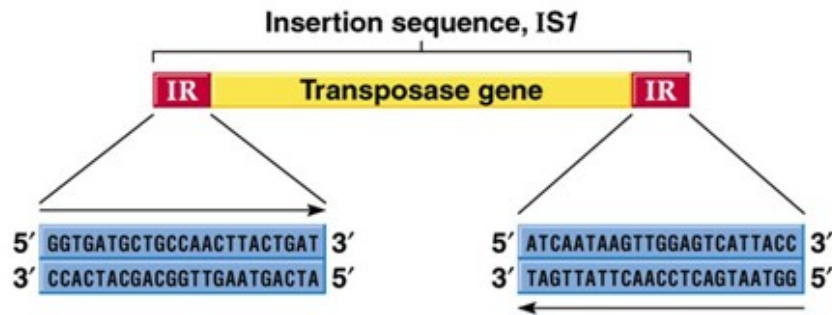 Insertion sequence, IS1
IR Transposase gene IR
5′ GGTGATGCTGCCAACTTACTGAT 3′
3′ CCACTACGACGGTTGAATGACTA 5′
5′ ATCAATAAGTTGGAGTCATTACC 3′
3′ TAGTTATTCAACCTCAGTAATGG 5′